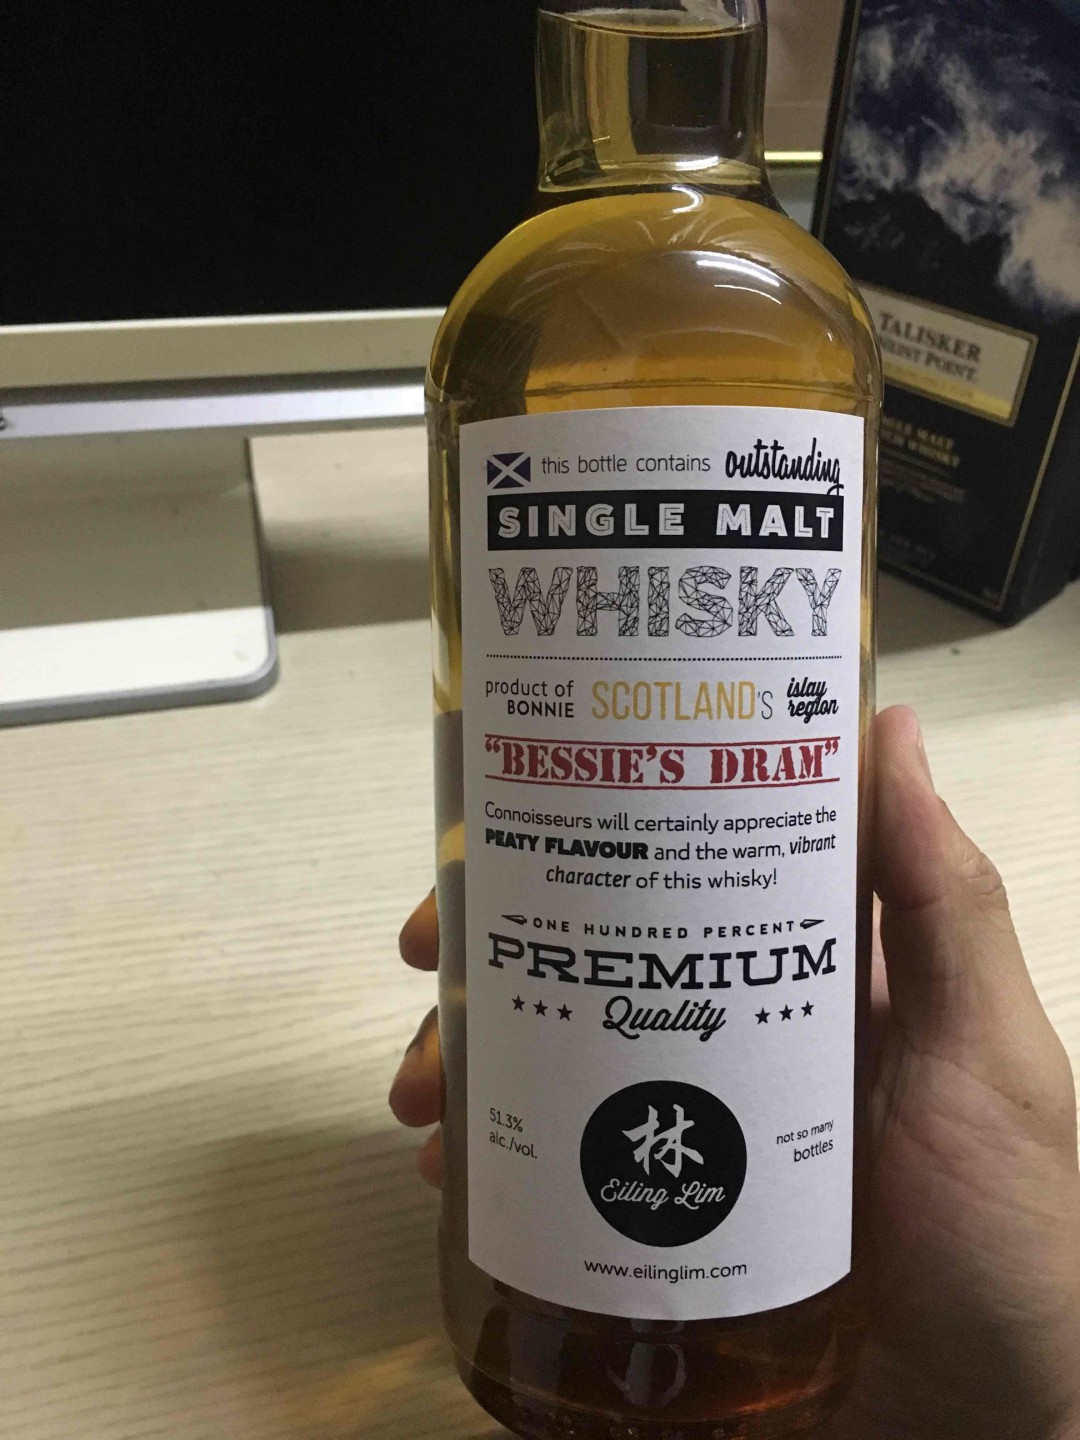 this bottle contains outstanding
SINGLE MALT
WHISKY
product of BONNIE SCOTLAND'S islay region
"BESSIE'S DRAM"
Connoisseurs will certainly appreciate the
PEATY FLAVOUR and the warm, vibrant
character of this whisky!
ONE HUNDRED PERCENT
PREMIUM
Quality
51.3%
alc./vol.
林
Eiling Lim
not so many
bottles
www.eilinglim.com
TALISKER
POINT